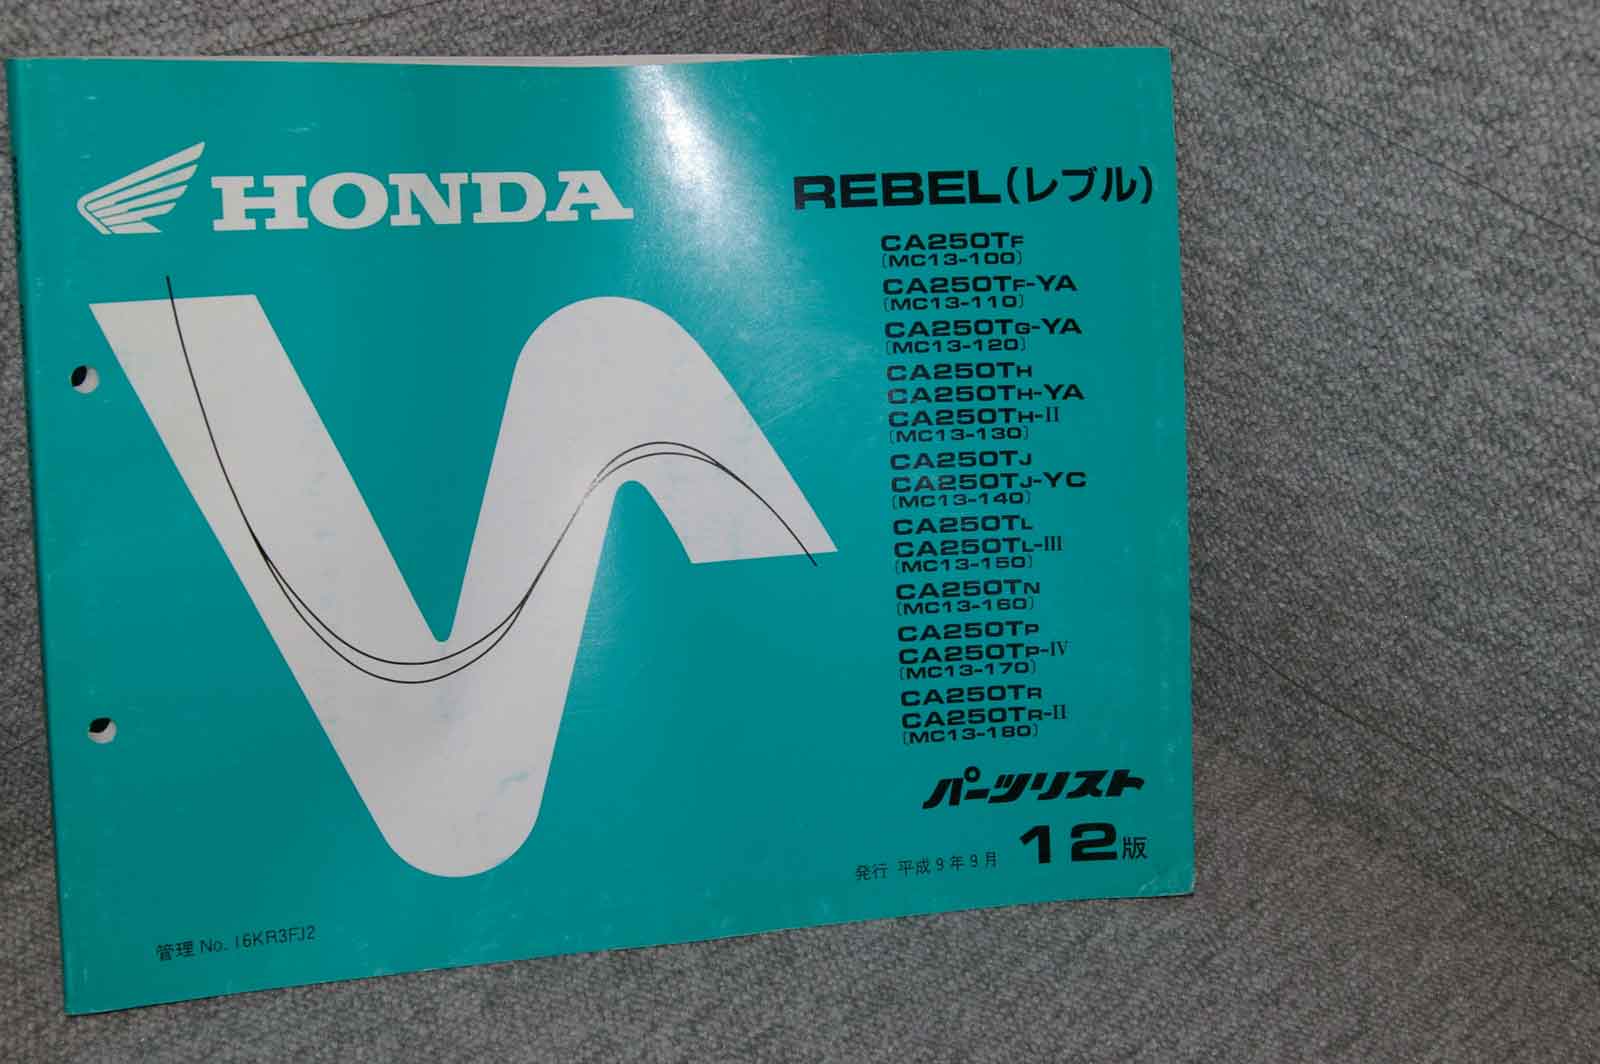 HONDA
REBEL(レブル)
CA250TF
(MC13-100)
CA250TF-YA
(MC13-110)
CA250TG-YA
(MC13-120)
CA250TH
CA250TH-YA
CA250TH-II
(MC13-130)
CA250TJ
CA250TJ-YC
(MC13-140)
CA250TL
CA250TL-III
(MC13-150)
CA250TN
(MC13-160)
CA250TP
CA250TP-IV
(MC13-170)
CA250TR
CA250TR-II
(MC13-180)
パーツリスト
発行 平成9年9月 12版
管理 No. 16KR3FJ2